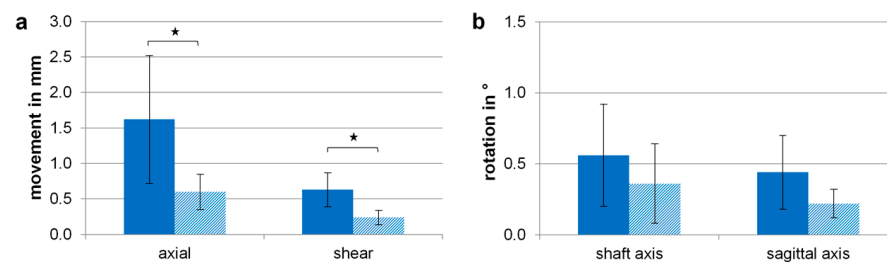 a
movement in mm
3.0
2.5
2.0
1.5
1.0
0.5
0.0
axial shear
b
rotation in °
1.5
1.0
0.5
0.0
shaft axis sagittal axis